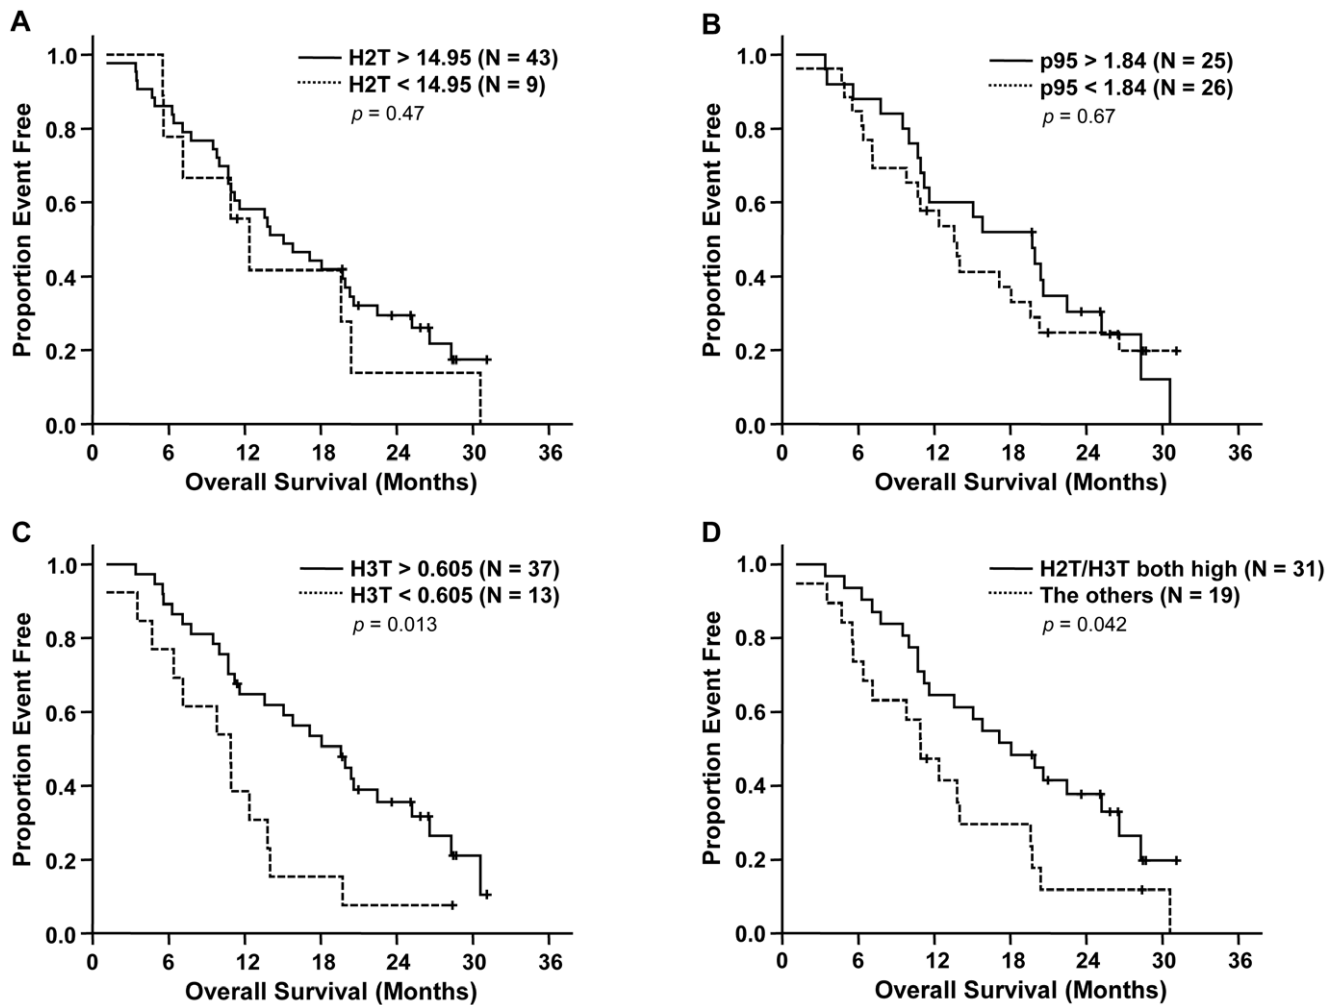 A
H2T > 14.95 (N = 43)
H2T < 14.95 (N = 9)
p = 0.47
Proportion Event Free
1.0
0.8
0.6
0.4
0.2
0.0
0 6 12 18 24 30 36
Overall Survival (Months)
B
p95 > 1.84 (N = 25)
p95 < 1.84 (N = 26)
p = 0.67
Proportion Event Free
1.0
0.8
0.6
0.4
0.2
0.0
0 6 12 18 24 30 36
Overall Survival (Months)
C
H3T > 0.605 (N = 37)
H3T < 0.605 (N = 13)
p = 0.013
Proportion Event Free
1.0
0.8
0.6
0.4
0.2
0.0
0 6 12 18 24 30 36
Overall Survival (Months)
D
H2T/H3T both high (N = 31)
The others (N = 19)
p = 0.042
Proportion Event Free
1.0
0.8
0.6
0.4
0.2
0.0
0 6 12 18 24 30 36
Overall Survival (Months)